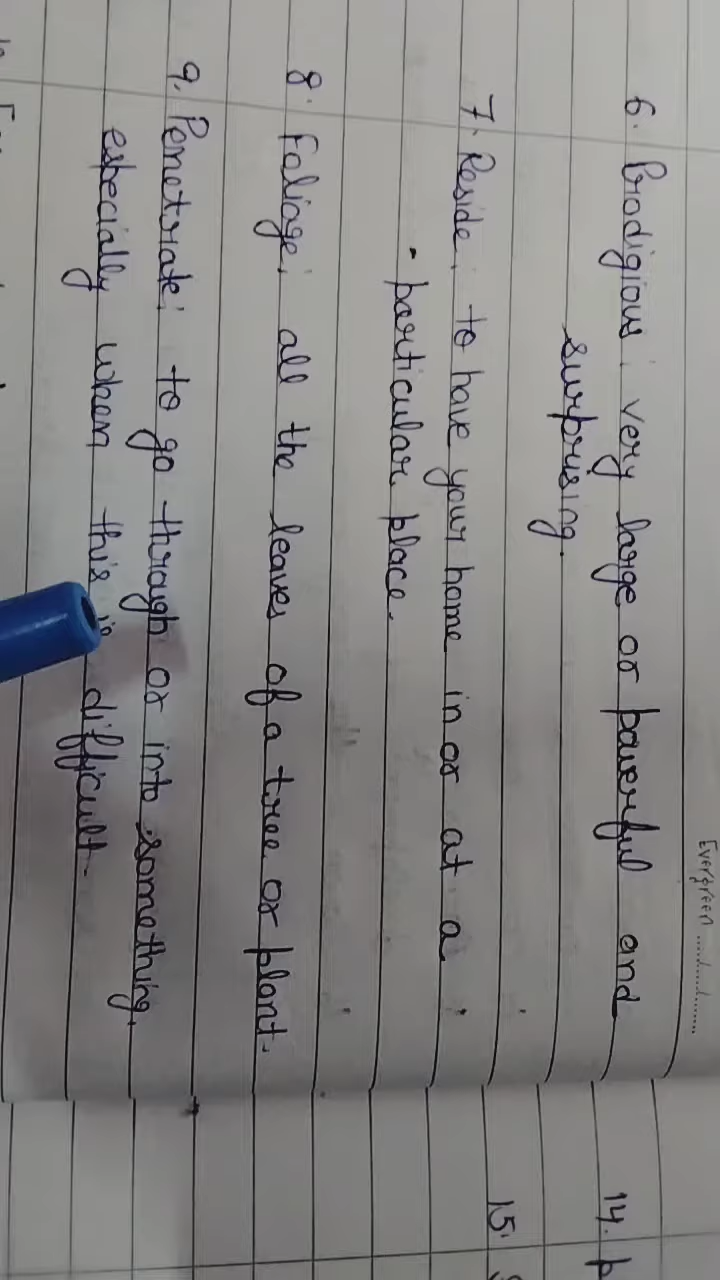 Evergreen
6. Prodigious; very large or powerful and
surprising.
7. Reside; to have your home in or at a
particular place.
8. Foliage; all the leaves of a tree or plant.
9. Penetrate; to go through or into something,
especially when this is difficult.
14. p
15.